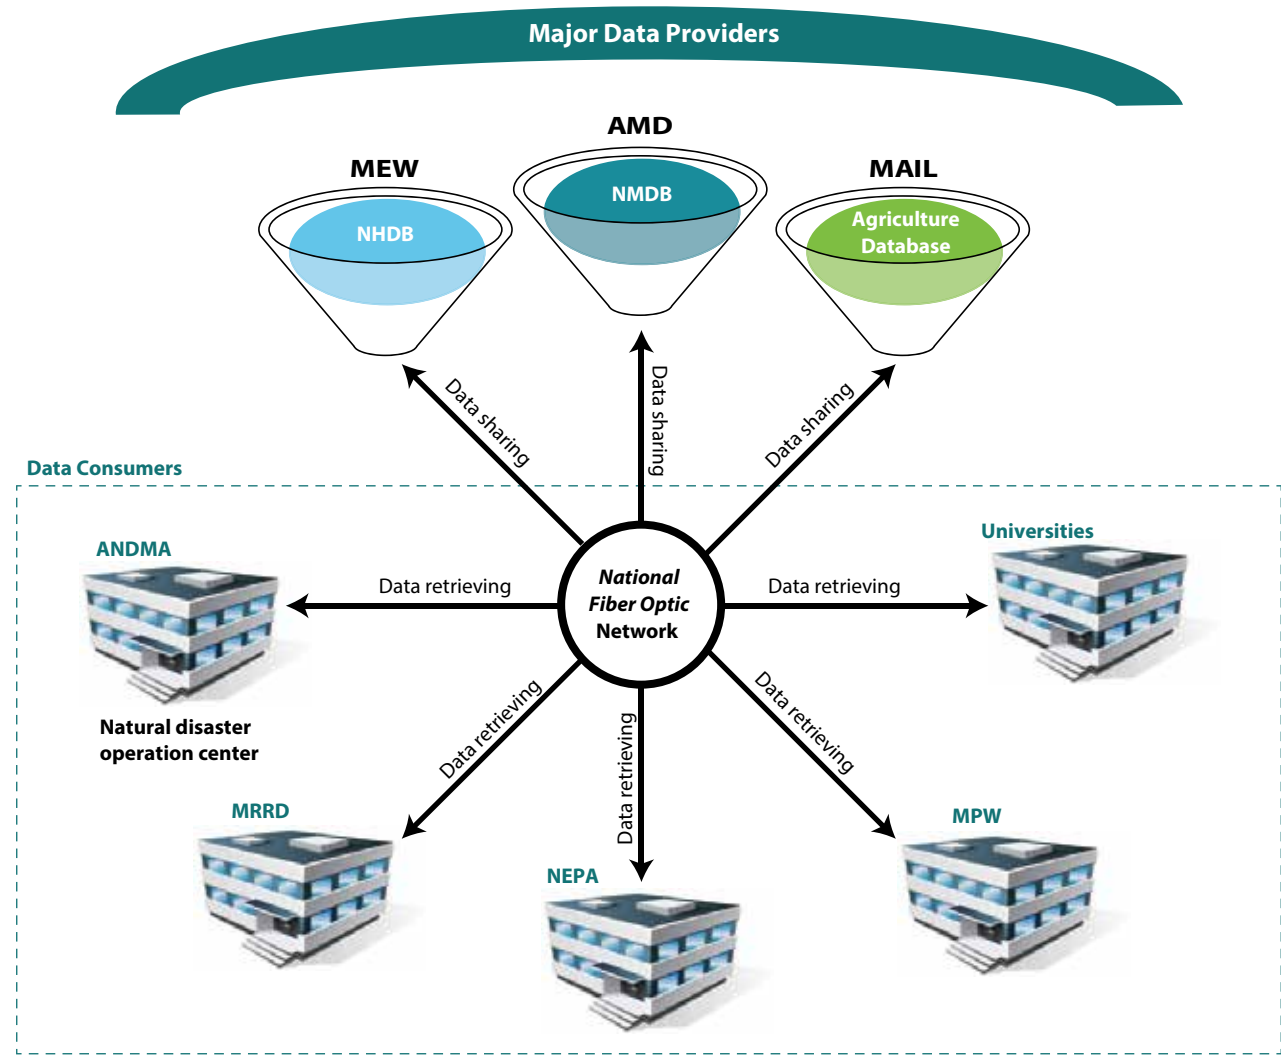 Major Data Providers
AMD
MEW
MAIL
NMDB
NHDB
Agriculture
Database
Data sharing
Data sharing
Data sharing
Data Consumers
Universities
ANDMA
National
Fiber Optic
Network
Data retrieving
Data retrieving
Data retrieving
Data retrieving
Data retrieving
Natural disaster
operation center
MRRD
MPW
NEPA